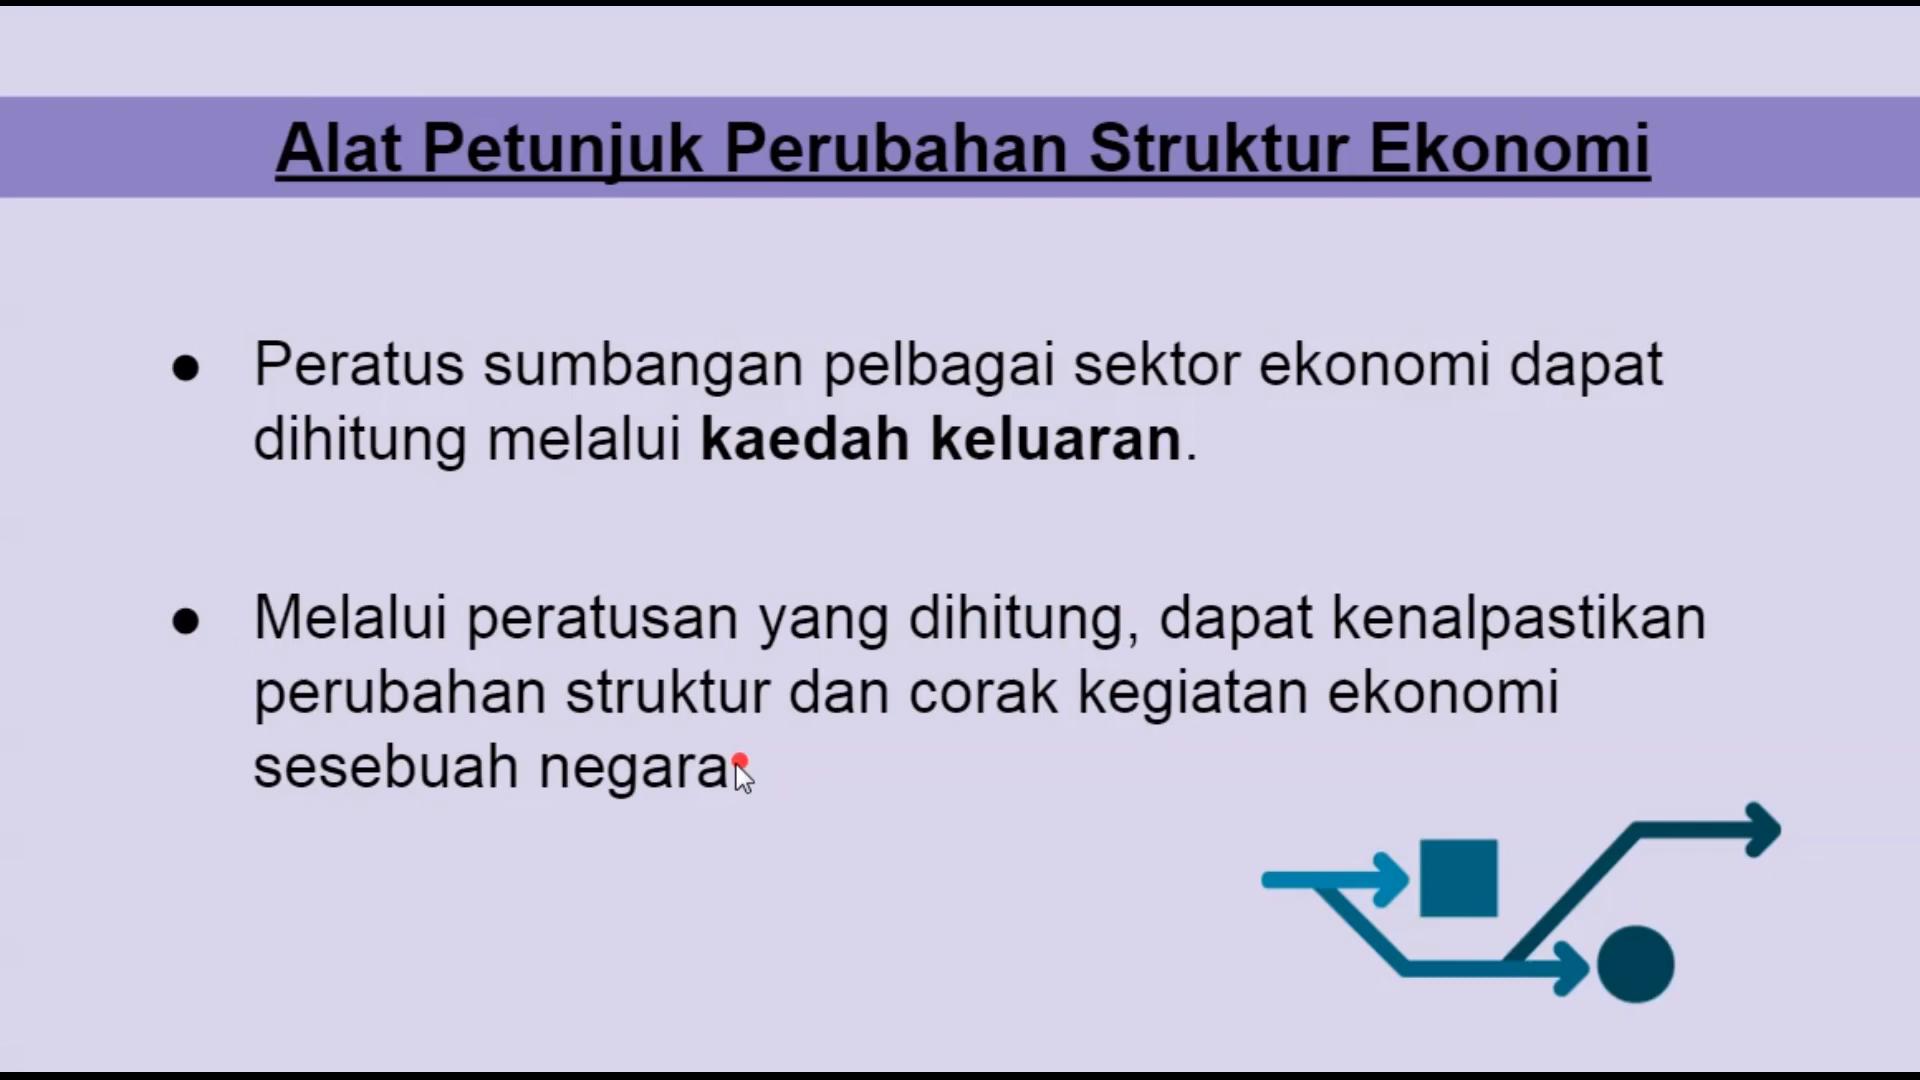 Alat Petunjuk Perubahan Struktur Ekonomi
● Peratus sumbangan pelbagai sektor ekonomi dapat
dihitung melalui kaedah keluaran.
● Melalui peratusan yang dihitung, dapat kenalpastikan
perubahan struktur dan corak kegiatan ekonomi
sesebuah negara